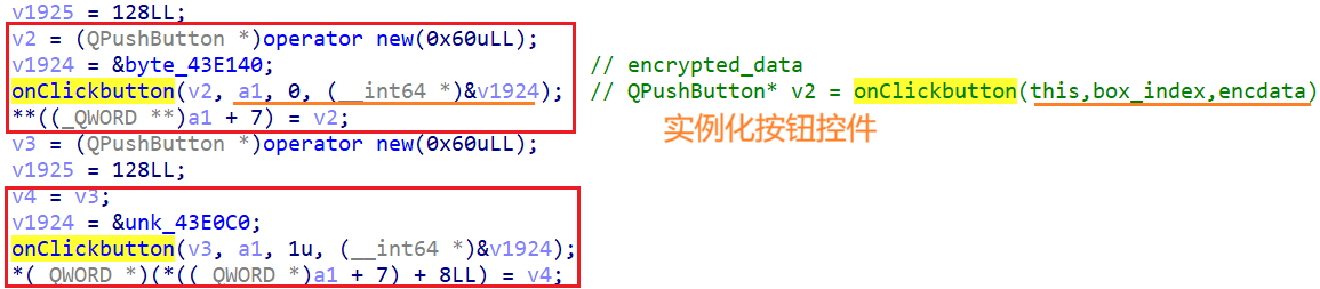 v1925 = 128LL;
v2 = (QPushButton *)operator new(0x60uLL);
v1924 = &byte_43E140; // encrypted_data
onClickbutton(v2, a1, 0, (__int64 *)&v1924); // QPushButton* v2 = onClickbutton(this,box_index,encdata)
**((_QWORD **)a1 + 7) = v2;
实例化按钮控件
v3 = (QPushButton *)operator new(0x60uLL);
v1925 = 128LL;
v4 = v3;
v1924 = &unk_43E0C0;
onClickbutton(v3, a1, 1u, (__int64 *)&v1924);
*(_QWORD *)(*((_QWORD *)a1 + 7) + 8LL) = v4;